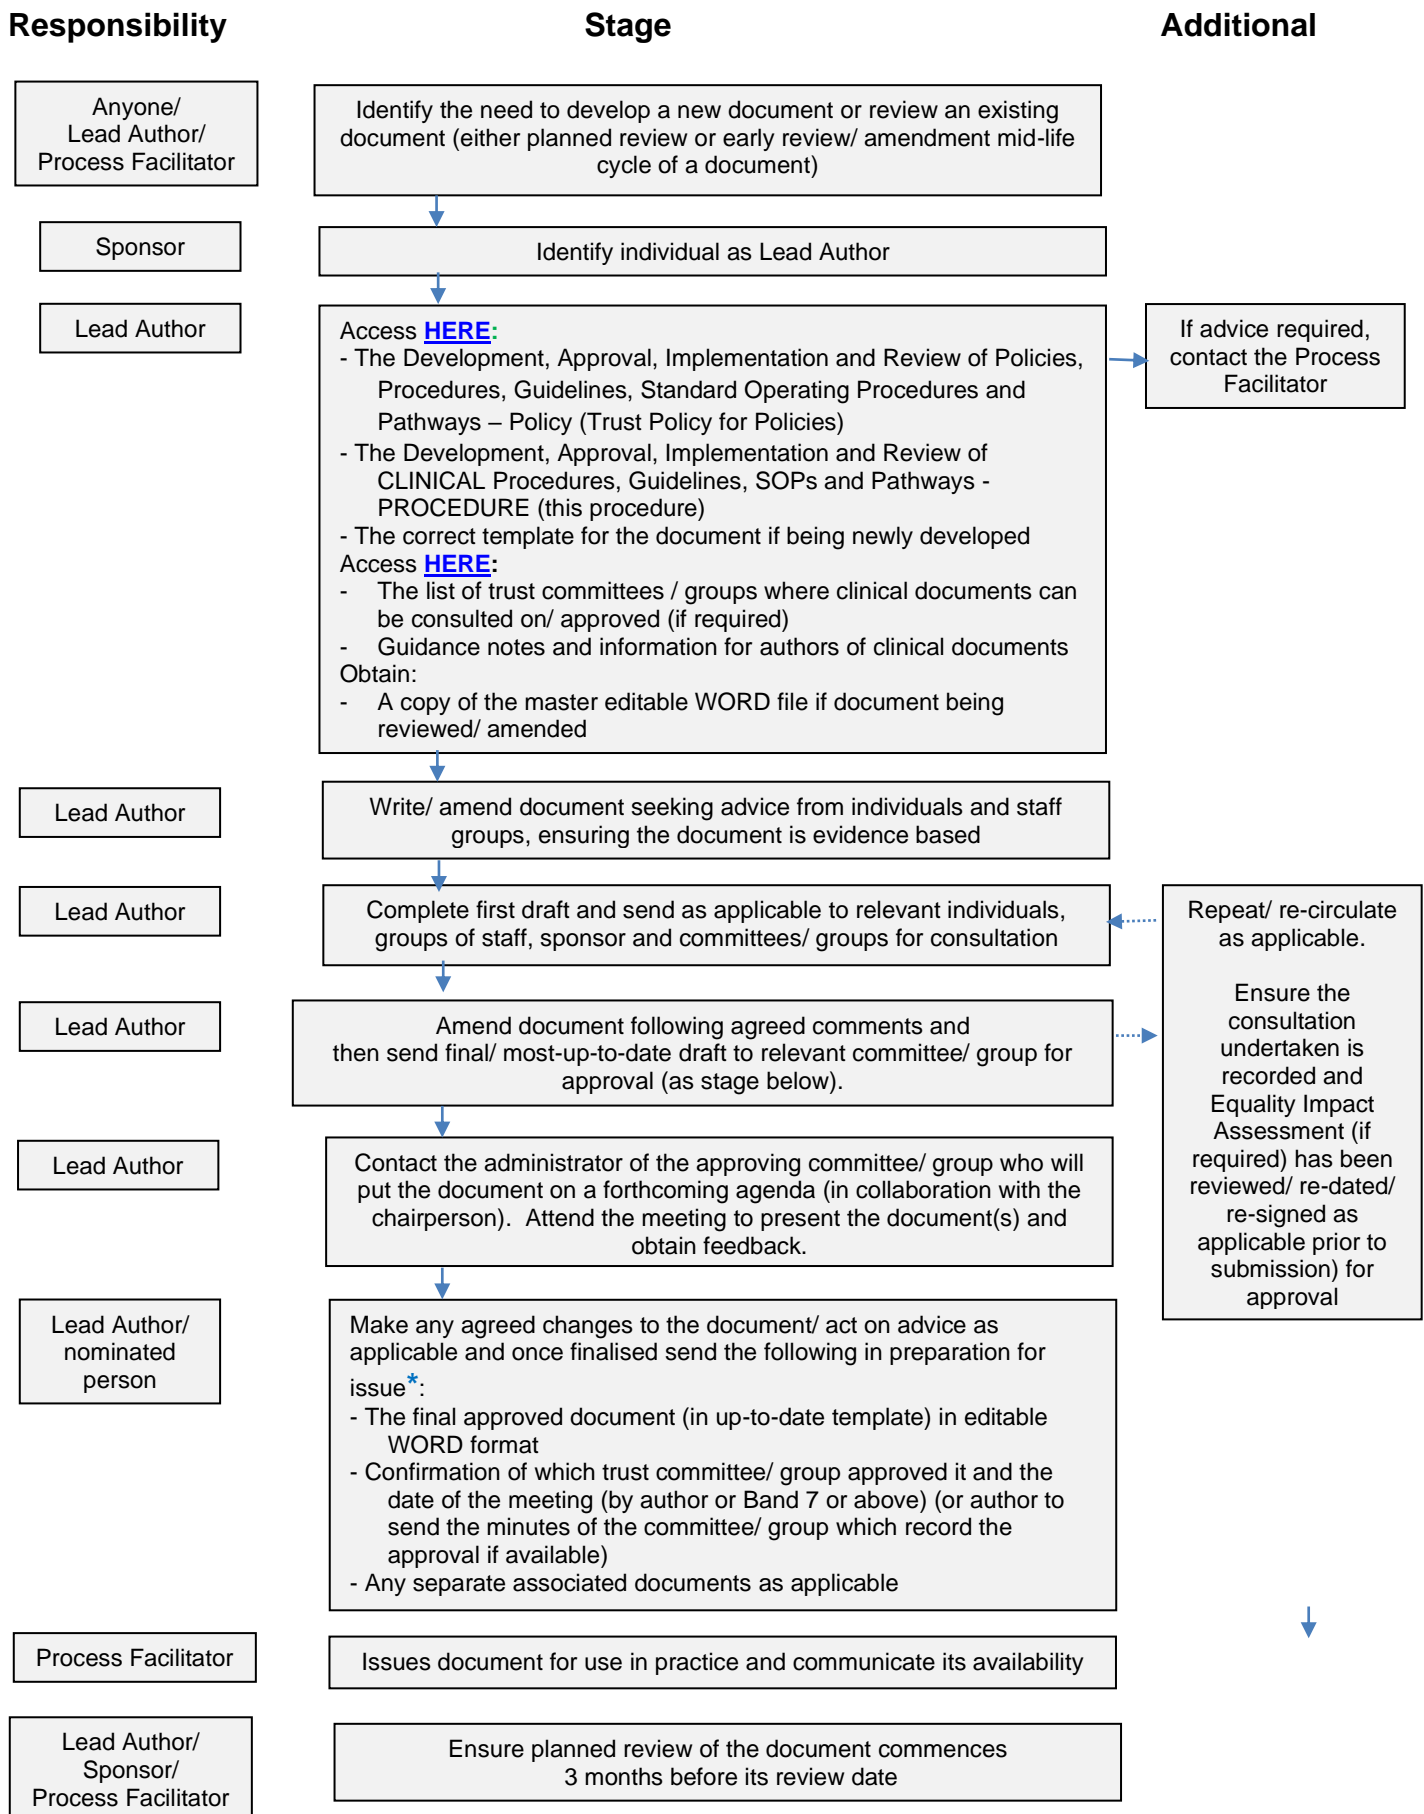 Responsibility
Stage
Additional
Anyone/
Lead Author/
Process Facilitator
Identify the need to develop a new document or review an existing
document (either planned review or early review/ amendment mid-life
cycle of a document)
Sponsor
Identify individual as Lead Author
Lead Author
Access HERE:
- The Development, Approval, Implementation and Review of Policies,
Procedures, Guidelines, Standard Operating Procedures and
Pathways – Policy (Trust Policy for Policies)
- The Development, Approval, Implementation and Review of
CLINICAL Procedures, Guidelines, SOPs and Pathways -
PROCEDURE (this procedure)
- The correct template for the document if being newly developed
Access HERE:
- The list of trust committees / groups where clinical documents can
be consulted on/ approved (if required)
- Guidance notes and information for authors of clinical documents
Obtain:
- A copy of the master editable WORD file if document being
reviewed/ amended
If advice required,
contact the Process
Facilitator
Lead Author
Write/ amend document seeking advice from individuals and staff
groups, ensuring the document is evidence based
Lead Author
Complete first draft and send as applicable to relevant individuals,
groups of staff, sponsor and committees/ groups for consultation
Repeat/ re-circulate
as applicable.
Ensure the
consultation
undertaken is
recorded and
Equality Impact
Assessment (if
required) has been
reviewed/ re-dated/
re-signed as
applicable prior to
submission) for
approval
Lead Author
Amend document following agreed comments and
then send final/ most-up-to-date draft to relevant committee/ group for
approval (as stage below).
Lead Author
Contact the administrator of the approving committee/ group who will
put the document on a forthcoming agenda (in collaboration with the
chairperson).  Attend the meeting to present the document(s) and
obtain feedback.
Lead Author/
nominated
person
Make any agreed changes to the document/ act on advice as
applicable and once finalised send the following in preparation for
issue*:
- The final approved document (in up-to-date template) in editable
WORD format
- Confirmation of which trust committee/ group approved it and the
date of the meeting (by author or Band 7 or above) (or author to
send the minutes of the committee/ group which record the
approval if available)
- Any separate associated documents as applicable
Process Facilitator
Issues document for use in practice and communicate its availability
Lead Author/
Sponsor/
Process Facilitator
Ensure planned review of the document commences
3 months before its review date